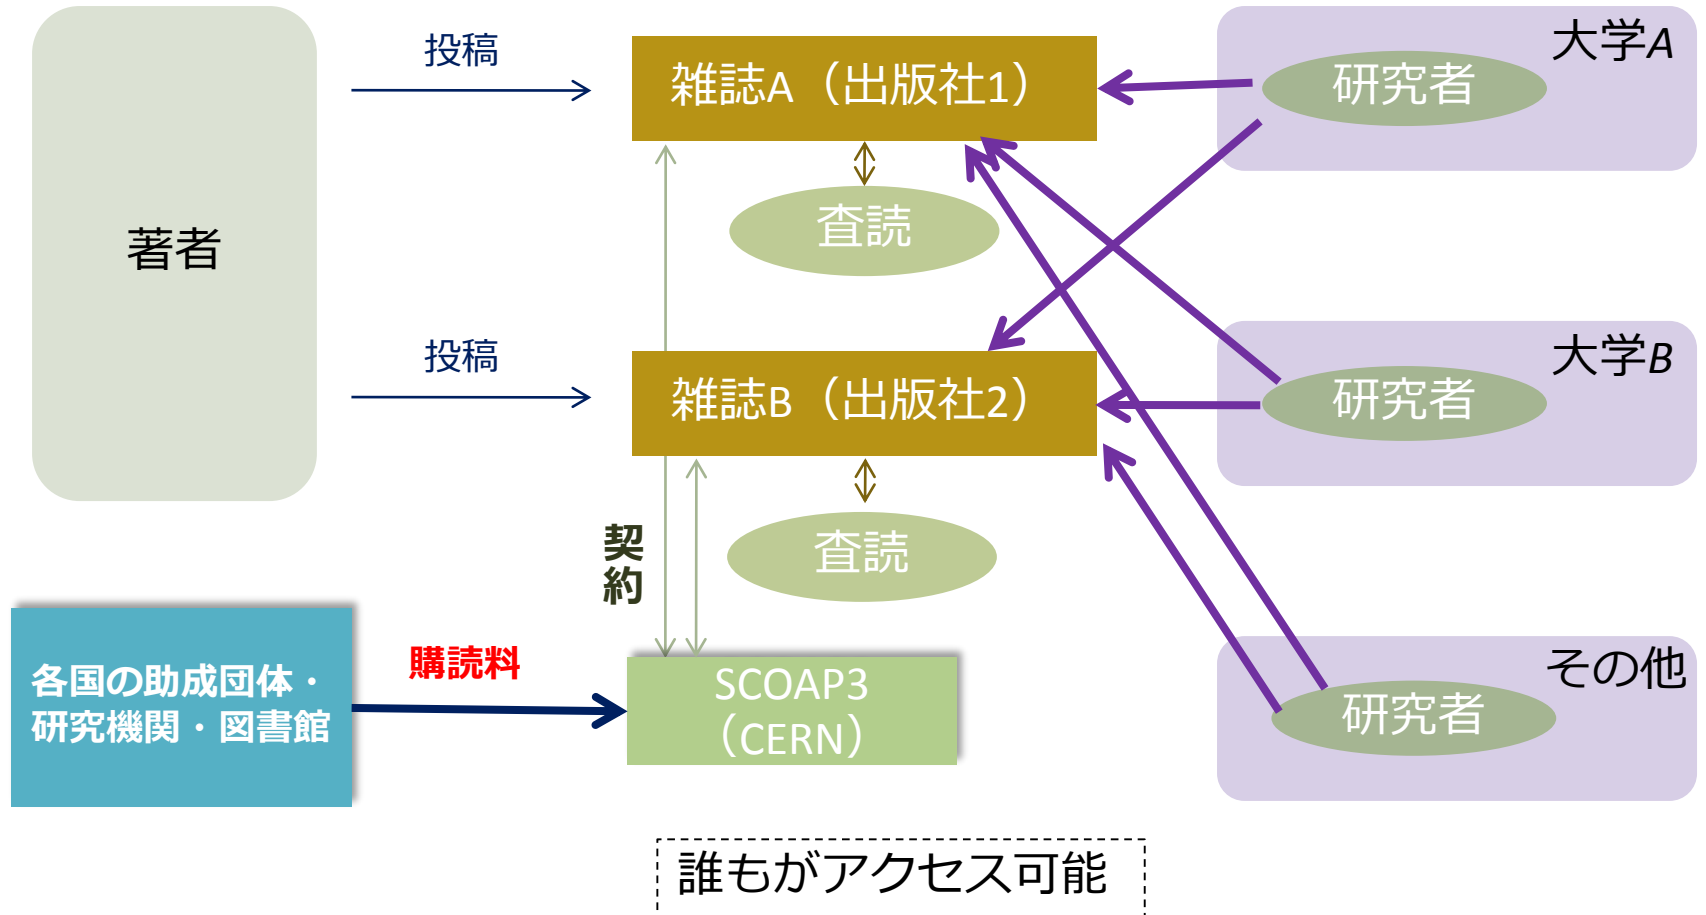 投稿
雑誌A（出版社1）
大学A
研究者
査読
著者
投稿
雑誌B（出版社2）
大学B
研究者
査読
契
約
各国の助成団体・
研究機関・図書館
購読料
SCOAP3
（CERN）
その他
研究者
誰もがアクセス可能